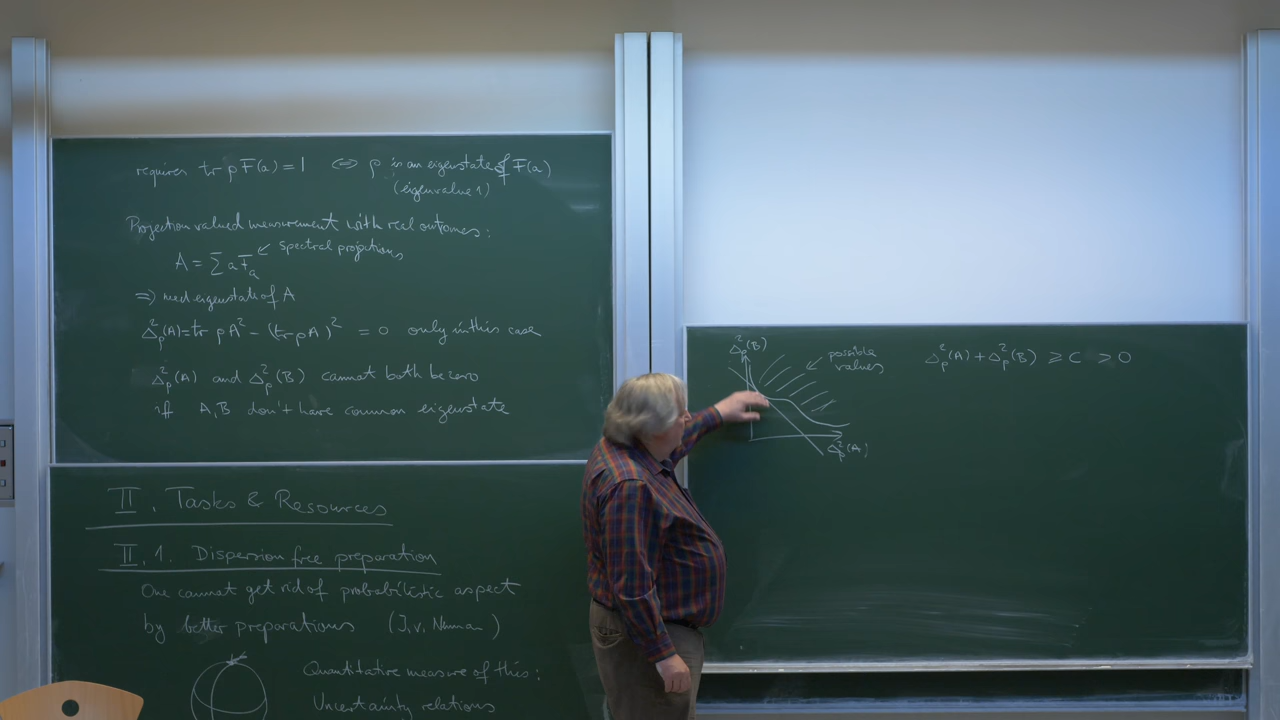 requires tr ρ F(a) = 1 ⇔ ρ is an eigenstate of F(a)
(eigenvalue 1)
Projection valued measurement with real outcomes:
A = Σ a F_a ↙ spectral projections
⇒ need eigenstate of A
Δ²_ρ(A) = tr ρA² − (tr ρA)² = 0 only in this case
Δ²_ρ(A) and Δ²_ρ(B) cannot both be zero
iff A, B don't have common eigenstate
II. Tasks & Resources
II.1. Dispersion free preparation
One cannot get rid of probabilistic aspect
by better preparations (J.v. Neuman)
Quantitative measure of this:
Uncertainty relations
Δ²_ρ(B)
possible
values
Δ²_ρ(A)
Δ²_ρ(A) + Δ²_ρ(B) ≥ c > 0